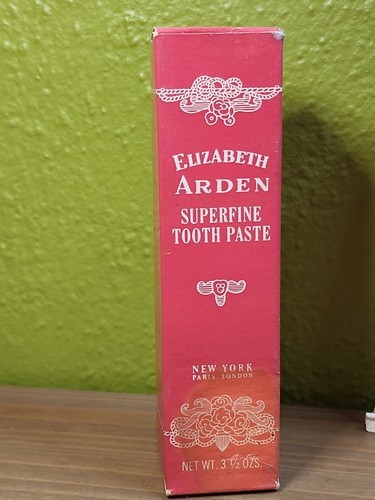 ELIZABETH
ARDEN
SUPERFINE
TOOTH PASTE
NEW YORK
PARIS LONDON
NET WT. 3 ½ OZS.